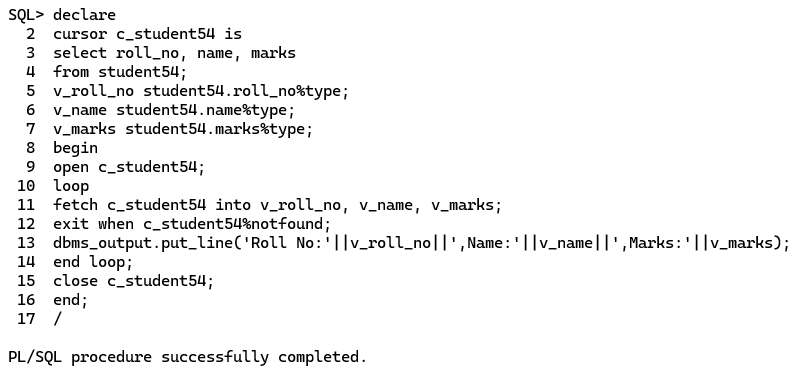 SQL> declare
  2  cursor c_student54 is
  3  select roll_no, name, marks
  4  from student54;
  5  v_roll_no student54.roll_no%type;
  6  v_name student54.name%type;
  7  v_marks student54.marks%type;
  8  begin
  9  open c_student54;
 10  loop
 11  fetch c_student54 into v_roll_no, v_name, v_marks;
 12  exit when c_student54%notfound;
 13  dbms_output.put_line('Roll No:'||v_roll_no||',Name:'||v_name||',Marks:'||v_marks);
 14  end loop;
 15  close c_student54;
 16  end;
 17  /
PL/SQL procedure successfully completed.